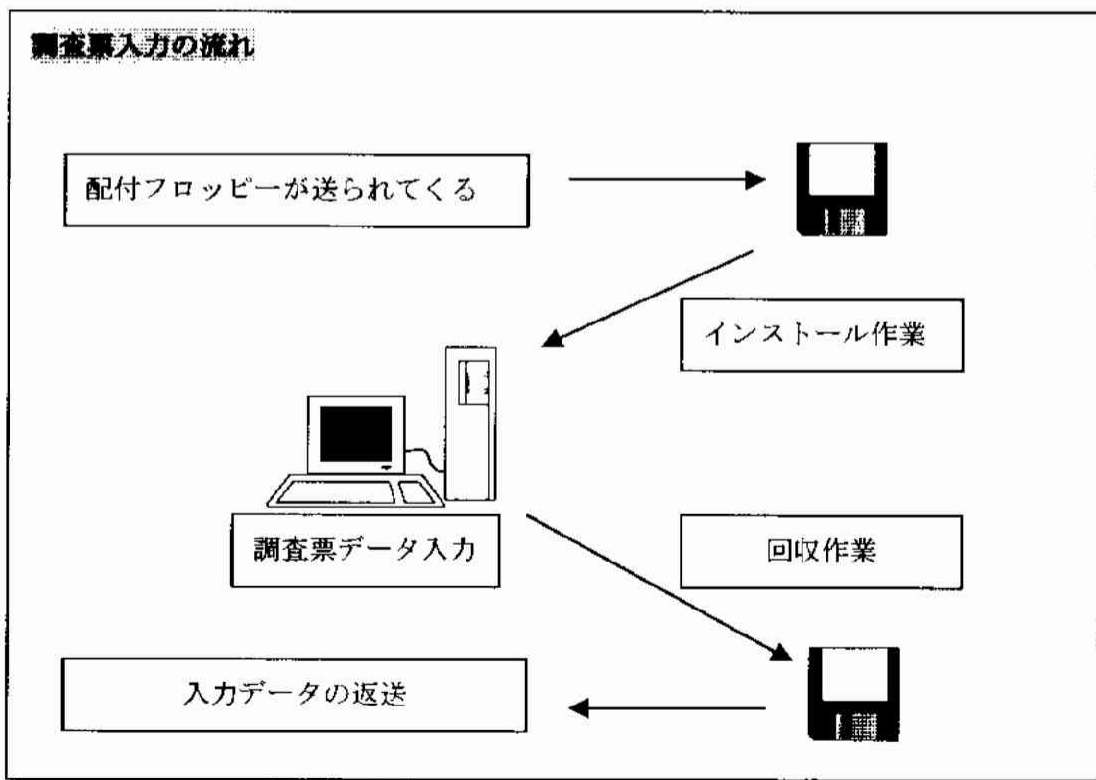 調査票入力の流れ
配付フロッピーが送られてくる
インストール作業
調査票データ入力
回収作業
入力データの返送